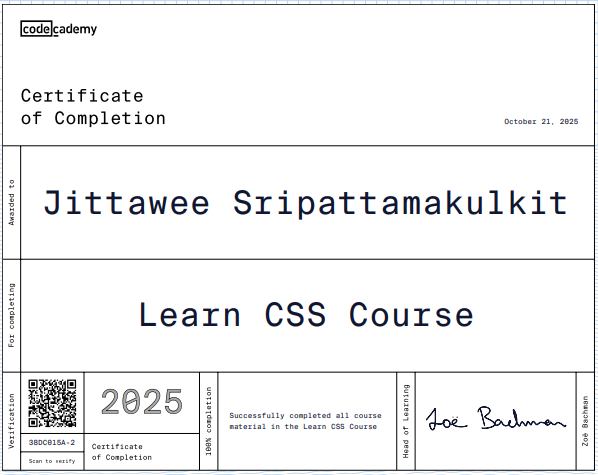 codecademy
Certificate
of Completion
October 21, 2025
Awarded to
Jittawee Sripattamakulkit
For completing
Learn CSS Course
Verification
3BDC015A-2
Scan to verify
2025
Certificate
of Completion
100% completion
Successfully completed all course
material in the Learn CSS Course
Head of Learning
Zoë Bachman
Zoë Bachman